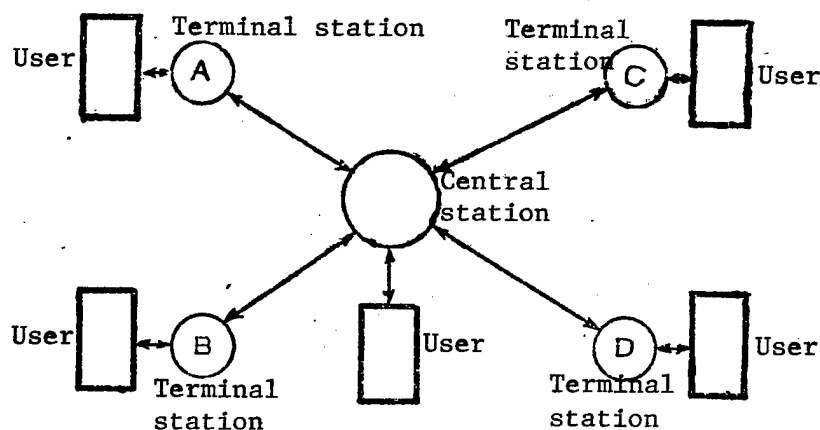 Terminal station
User
A
Terminal
station
C
User
Central
station
User
B
Terminal
station
User
D
Terminal
station
User